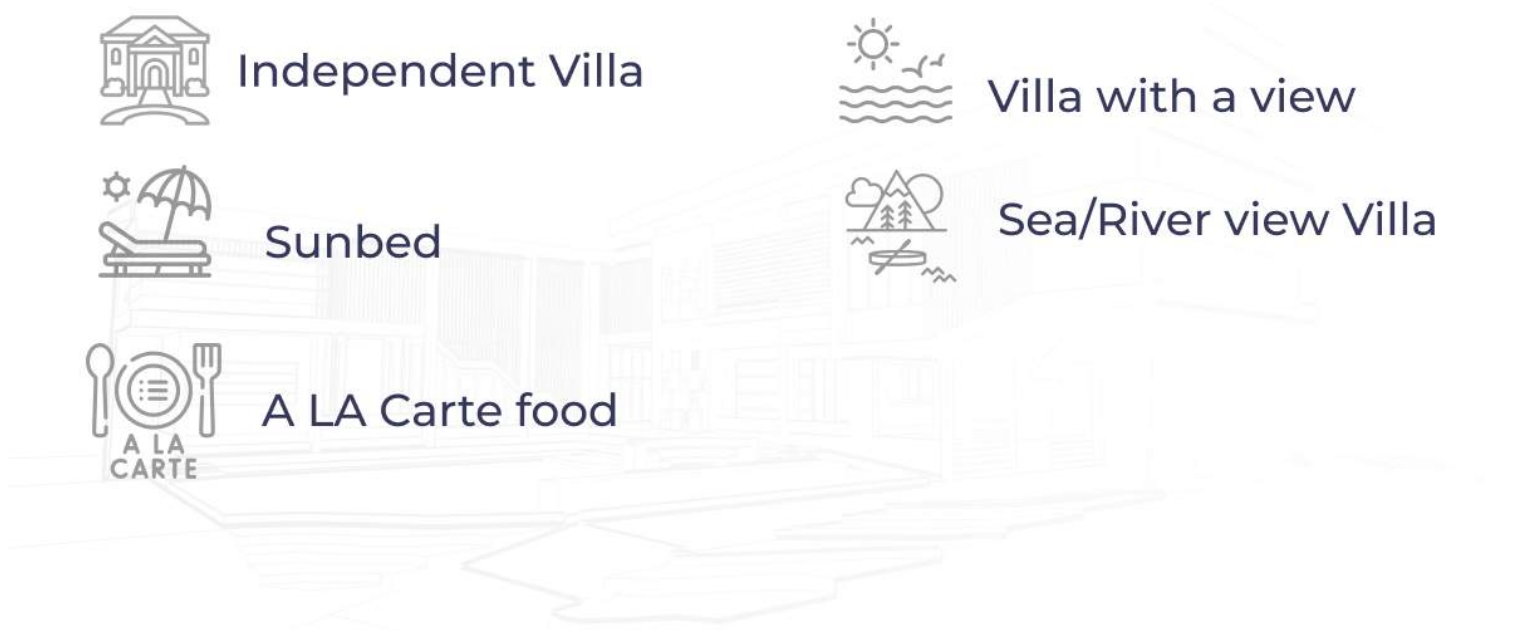 Independent Villa
Villa with a view
Sunbed
Sea/River view Villa
A LA Carte food
A LA
CARTE